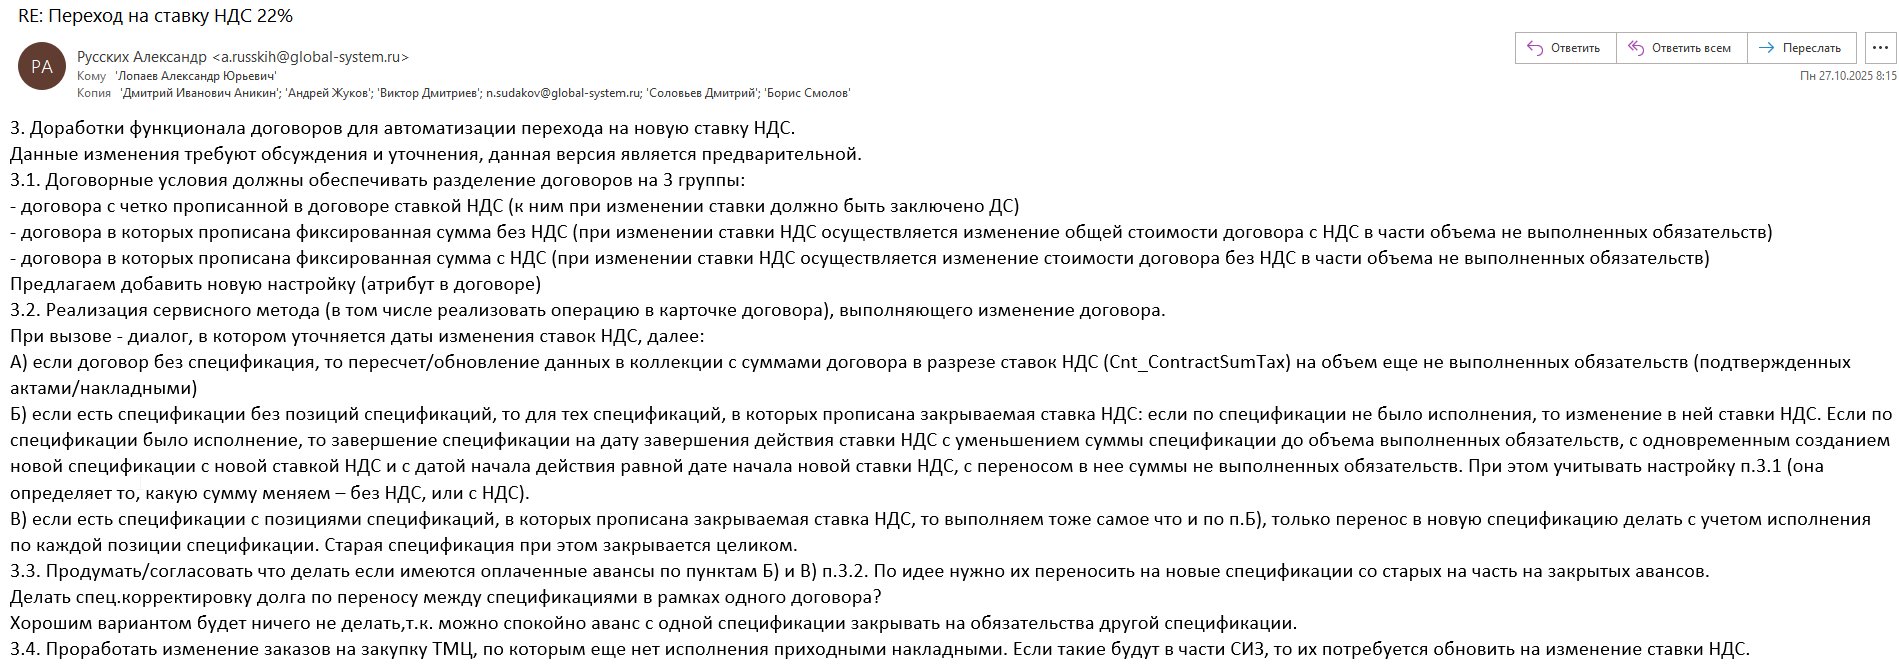 RE: Переход на ставку НДС 22%
РА
Русских Александр <a.russkih@global-system.ru>
Кому 'Лопаев Александр Юрьевич'
Копия 'Дмитрий Иванович Аникин'; 'Андрей Жуков'; 'Виктор Дмитриев'; n.sudakov@global-system.ru; 'Соловьев Дмитрий'; 'Борис Смолов'
Ответить
Ответить всем
Переслать
...
Пн 27.10.2025 8:15
3. Доработки функционала договоров для автоматизации перехода на новую ставку НДС.
Данные изменения требуют обсуждения и уточнения, данная версия является предварительной.
3.1. Договорные условия должны обеспечивать разделение договоров на 3 группы:
- договора с четко прописанной в договоре ставкой НДС (к ним при изменении ставки должно быть заключено ДС)
- договора в которых прописана фиксированная сумма без НДС (при изменении ставки НДС осуществляется изменение общей стоимости договора с НДС в части объема не выполненных обязательств)
- договора в которых прописана фиксированная сумма с НДС (при изменении ставки НДС осуществляется изменение стоимости договора без НДС в части объема не выполненных обязательств)
Предлагаем добавить новую настройку (атрибут в договоре)
3.2. Реализация сервисного метода (в том числе реализовать операцию в карточке договора), выполняющего изменение договора.
При вызове - диалог, в котором уточняется даты изменения ставок НДС, далее:
А) если договор без спецификация, то пересчет/обновление данных в коллекции с суммами договора в разрезе ставок НДС (Cnt_ContractSumTax) на объем еще не выполненных обязательств (подтвержденных
актами/накладными)
Б) если есть спецификации без позиций спецификаций, то для тех спецификаций, в которых прописана закрываемая ставка НДС: если по спецификации не было исполнения, то изменение в ней ставки НДС. Если по
спецификации было исполнение, то завершение спецификации на дату завершения действия ставки НДС с уменьшением суммы спецификации до объема выполненных обязательств, с одновременным созданием
новой спецификации с новой ставкой НДС и с датой начала действия равной дате начала новой ставки НДС, с переносом в нее суммы не выполненных обязательств. При этом учитывать настройку п.3.1 (она
определяет то, какую сумму меняем – без НДС, или с НДС).
В) если есть спецификации с позициями спецификаций, в которых прописана закрываемая ставка НДС, то выполняем тоже самое что и по п.Б), только перенос в новую спецификацию делать с учетом исполнения
по каждой позиции спецификации. Старая спецификация при этом закрывается целиком.
3.3. Продумать/согласовать что делать если имеются оплаченные авансы по пунктам Б) и В) п.3.2. По идее нужно их переносить на новые спецификации со старых на часть на закрытых авансов.
Делать спец.корректировку долга по переносу между спецификациями в рамках одного договора?
Хорошим вариантом будет ничего не делать,т.к. можно спокойно аванс с одной спецификации закрывать на обязательства другой спецификации.
3.4. Проработать изменение заказов на закупку ТМЦ, по которым еще нет исполнения приходными накладными. Если такие будут в части СИЗ, то их потребуется обновить на изменение ставки НДС.